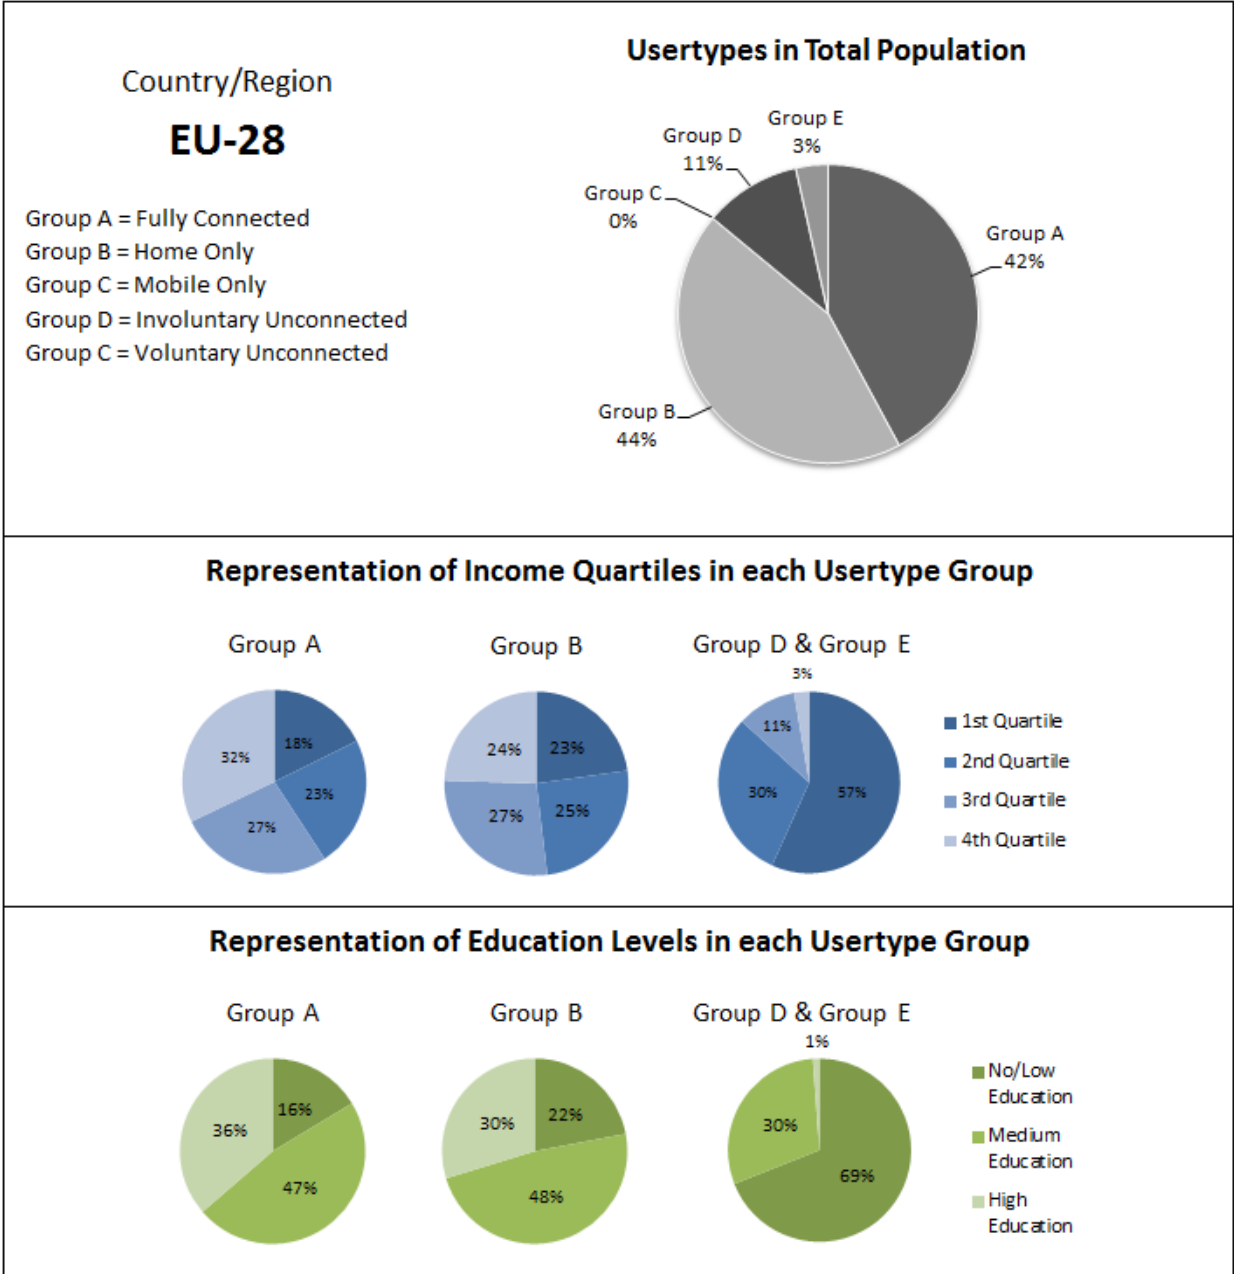 Country/Region
EU-28
Group A = Fully Connected
Group B = Home Only
Group C = Mobile Only
Group D = Involuntary Unconnected
Group C = Voluntary Unconnected
Usertypes in Total Population
Group E
3%
Group D
11%
Group C
0%
Group A
42%
Group B
44%
Representation of Income Quartiles in each Usertype Group
Group A
32%
18%
23%
27%
Group B
24%
23%
27%
25%
Group D & Group E
3%
11%
30%
57%
1st Quartile
2nd Quartile
3rd Quartile
4th Quartile
Representation of Education Levels in each Usertype Group
Group A
16%
36%
47%
Group B
22%
30%
48%
Group D & Group E
1%
30%
69%
No/Low
Education
Medium
Education
High
Education